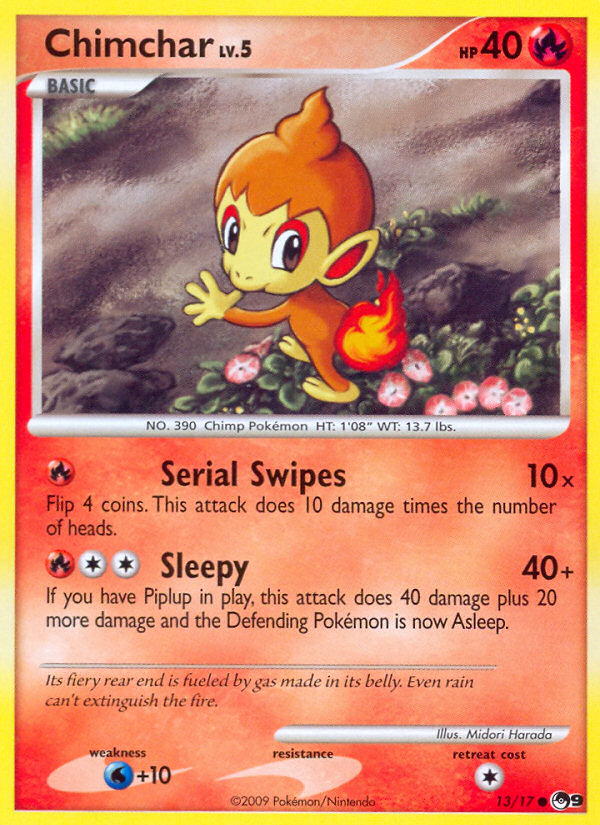 Chimchar LV.5 HP 40
BASIC
NO. 390 Chimp Pokémon HT: 1'08" WT: 13.7 lbs.
Serial Swipes 10x
Flip 4 coins. This attack does 10 damage times the number
of heads.
Sleepy 40+
If you have Piplup in play, this attack does 40 damage plus 20
more damage and the Defending Pokémon is now Asleep.
Its fiery rear end is fueled by gas made in its belly. Even rain
can't extinguish the fire.
Illus. Midori Harada
weakness resistance retreat cost
+10
©2009 Pokémon/Nintendo 13/17 9